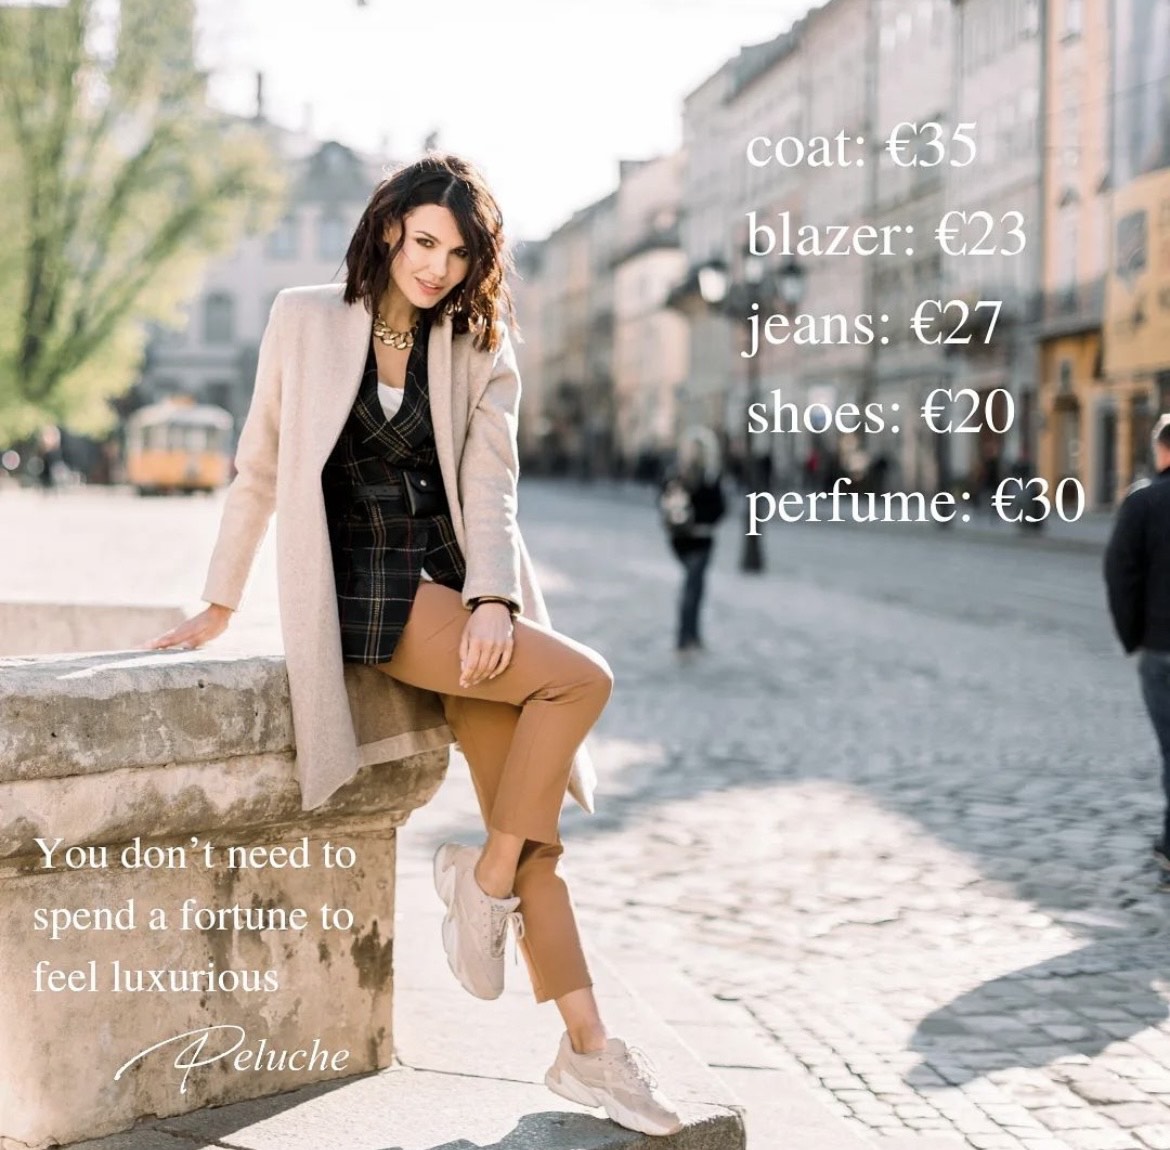 coat: €35
blazer: €23
jeans: €27
shoes: €20
perfume: €30
You don’t need to
spend a fortune to
feel luxurious
Peluche